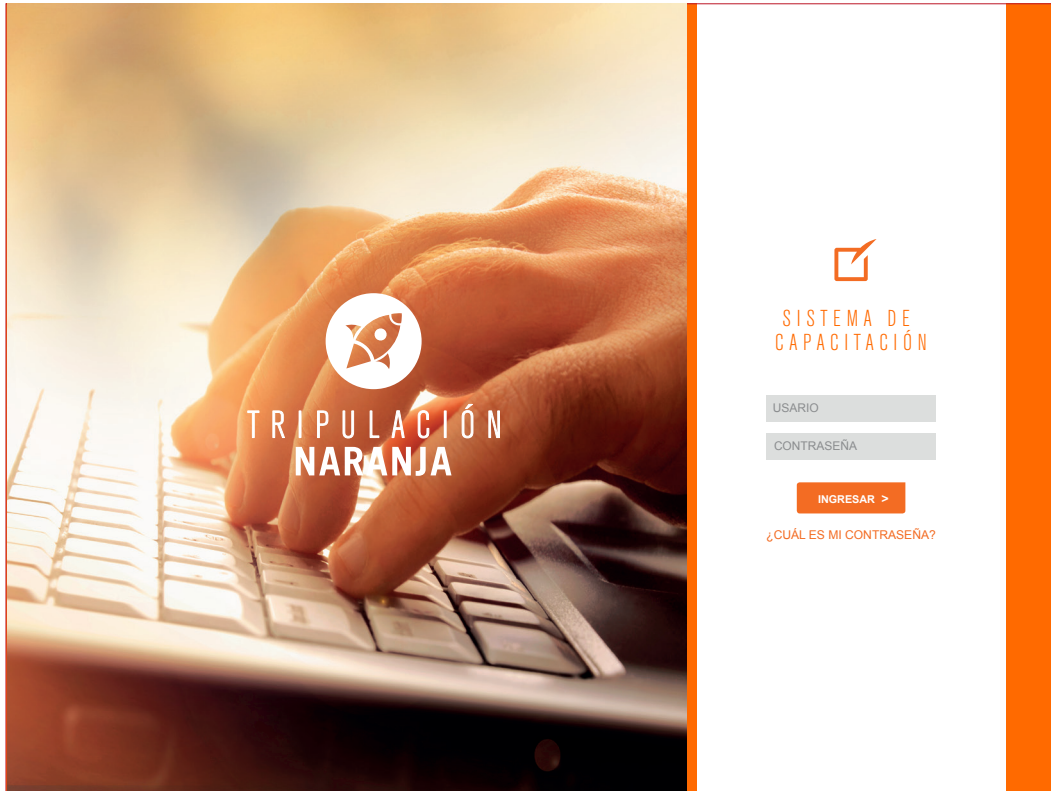 TRIPULACIÓN
NARANJA
SISTEMA DE
CAPACITACIÓN
USARIO
CONTRASEÑA
INGRESAR >
¿CUÁL ES MI CONTRASEÑA?